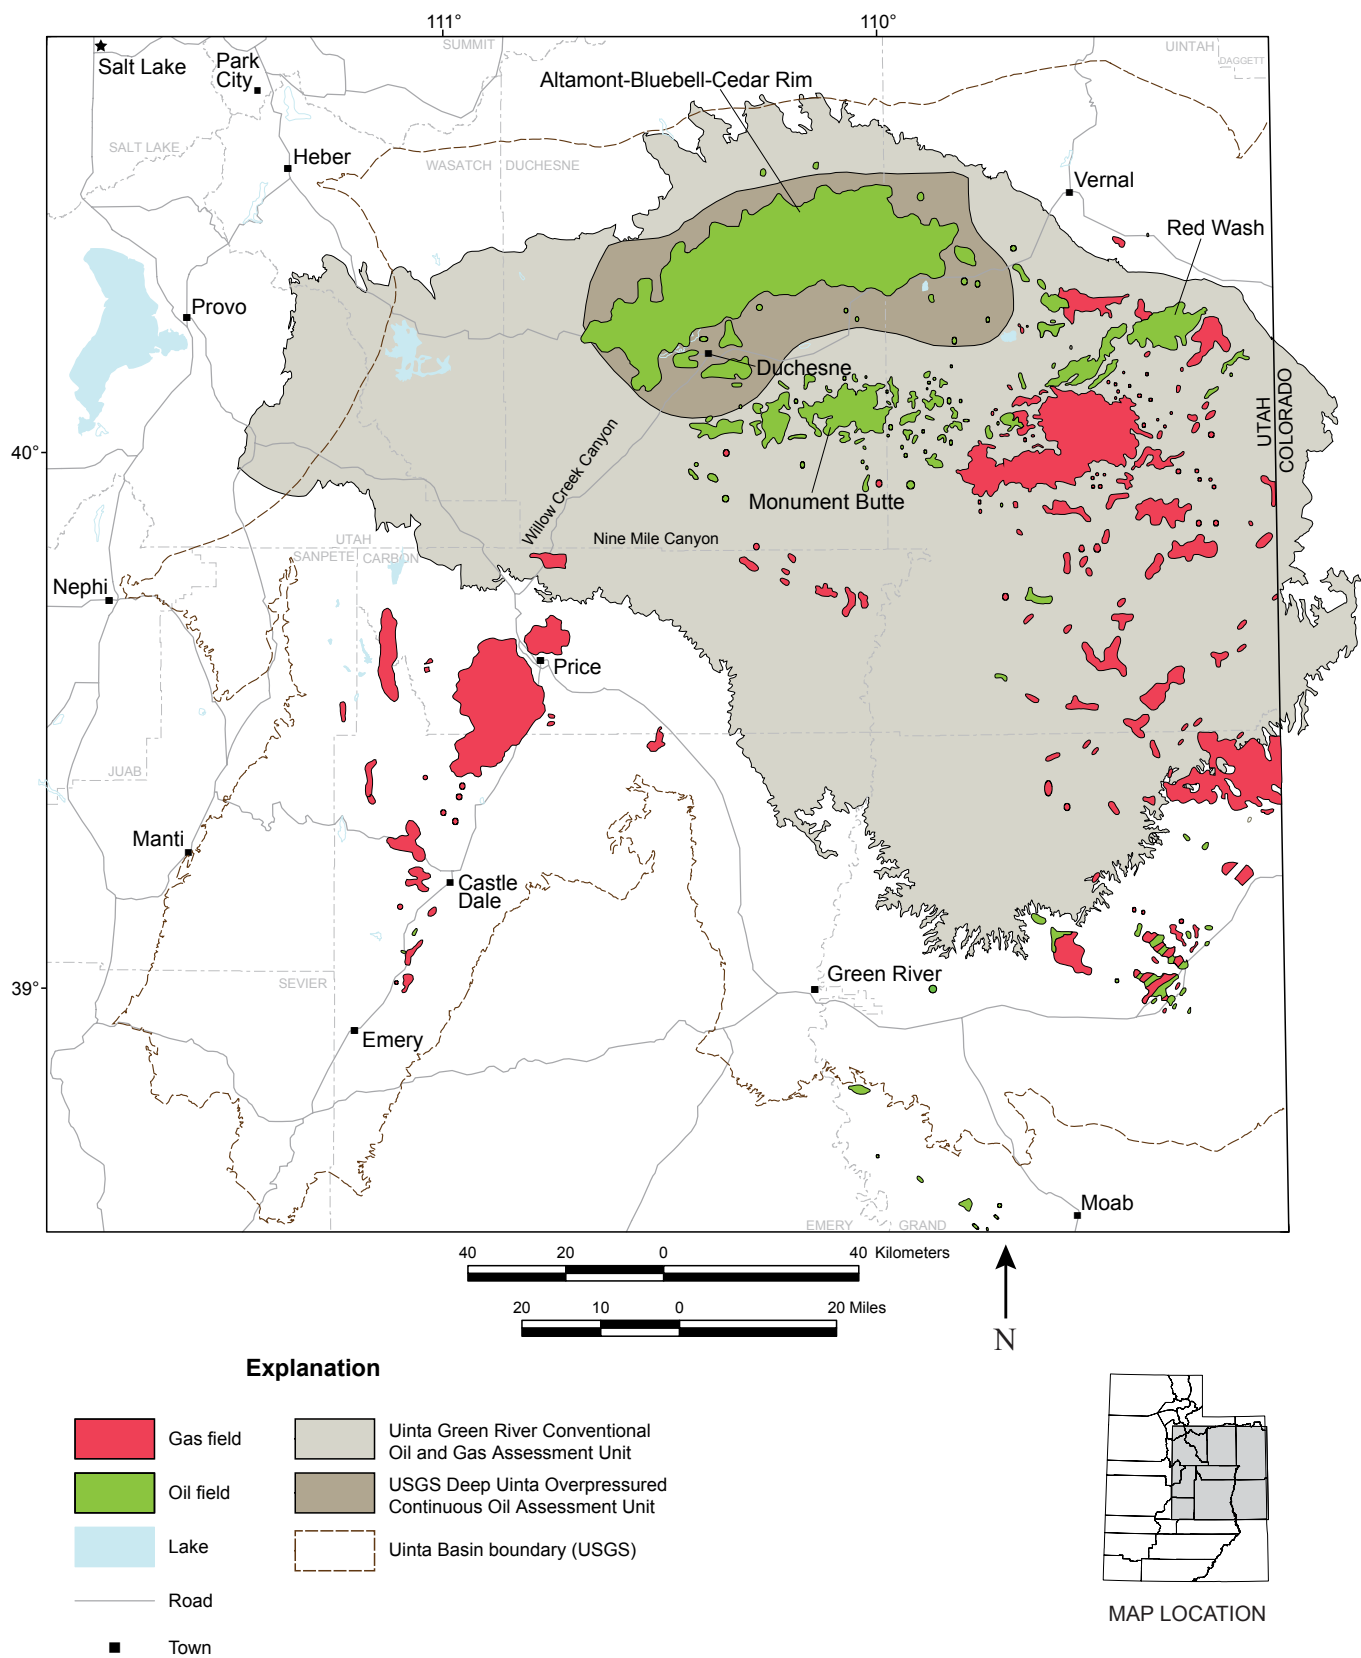 111°
110°
SUMMIT
UINTAH
DAGGETT
Salt Lake
Park
City
Altamont-Bluebell-Cedar Rim
SALT LAKE
Heber
WASATCH
DUCHESNE
Vernal
Red Wash
Provo
Duchesne
UTAH
COLORADO
40°
Willow Creek Canyon
Monument Butte
Nine Mile Canyon
UTAH
SANPETE
CARBON
Nephi
Price
JUAB
Manti
Castle
Dale
Green River
SEVIER
39°
Emery
Moab
EMERY
GRAND
40
20
0
40 Kilometers
20
10
0
20 Miles
N
Explanation
Gas field
Oil field
Lake
Road
Town
Uinta Green River Conventional
Oil and Gas Assessment Unit
USGS Deep Uinta Overpressured
Continuous Oil Assessment Unit
Uinta Basin boundary (USGS)
MAP LOCATION